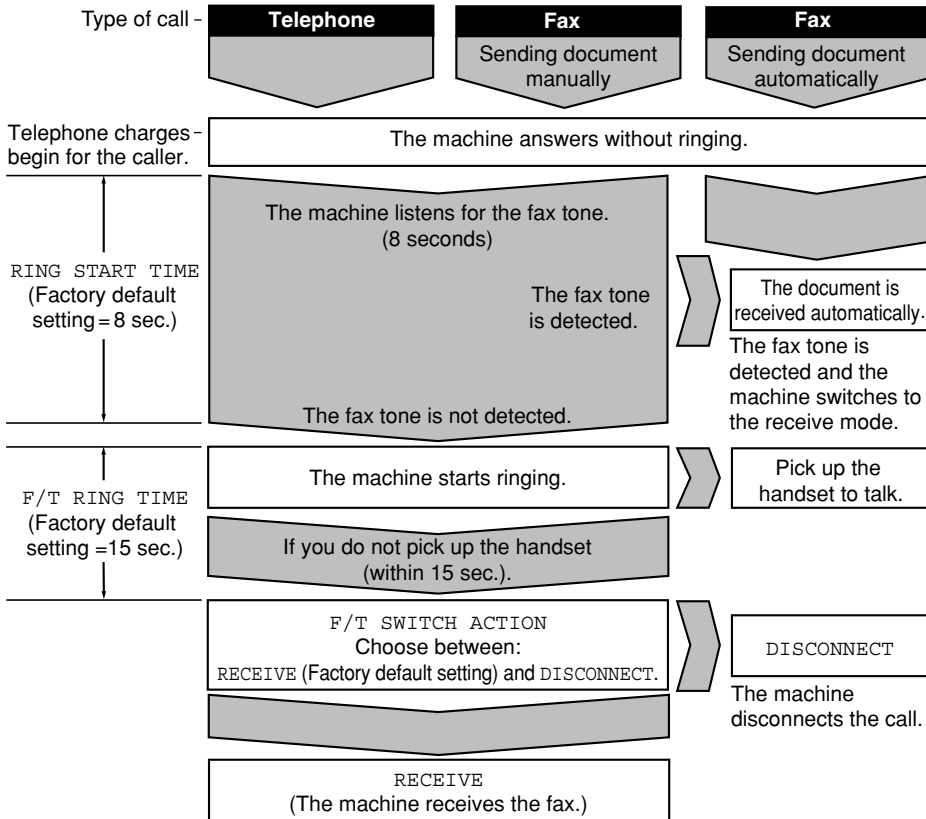 Type of call –
Telephone
Fax
Fax
Sending document
manually
Sending document
automatically
Telephone charges –
begin for the caller.
The machine answers without ringing.
RING START TIME
(Factory default
setting = 8 sec.)
The machine listens for the fax tone.
(8 seconds)
The fax tone
is detected.
The document is
received automatically.
The fax tone is
detected and the
machine switches to
the receive mode.
The fax tone is not detected.
F/T RING TIME
(Factory default
setting =15 sec.)
The machine starts ringing.
Pick up the
handset to talk.
If you do not pick up the handset
(within 15 sec.).
F/T SWITCH ACTION
Choose between:
RECEIVE (Factory default setting) and DISCONNECT.
DISCONNECT
The machine
disconnects the call.
RECEIVE
(The machine receives the fax.)